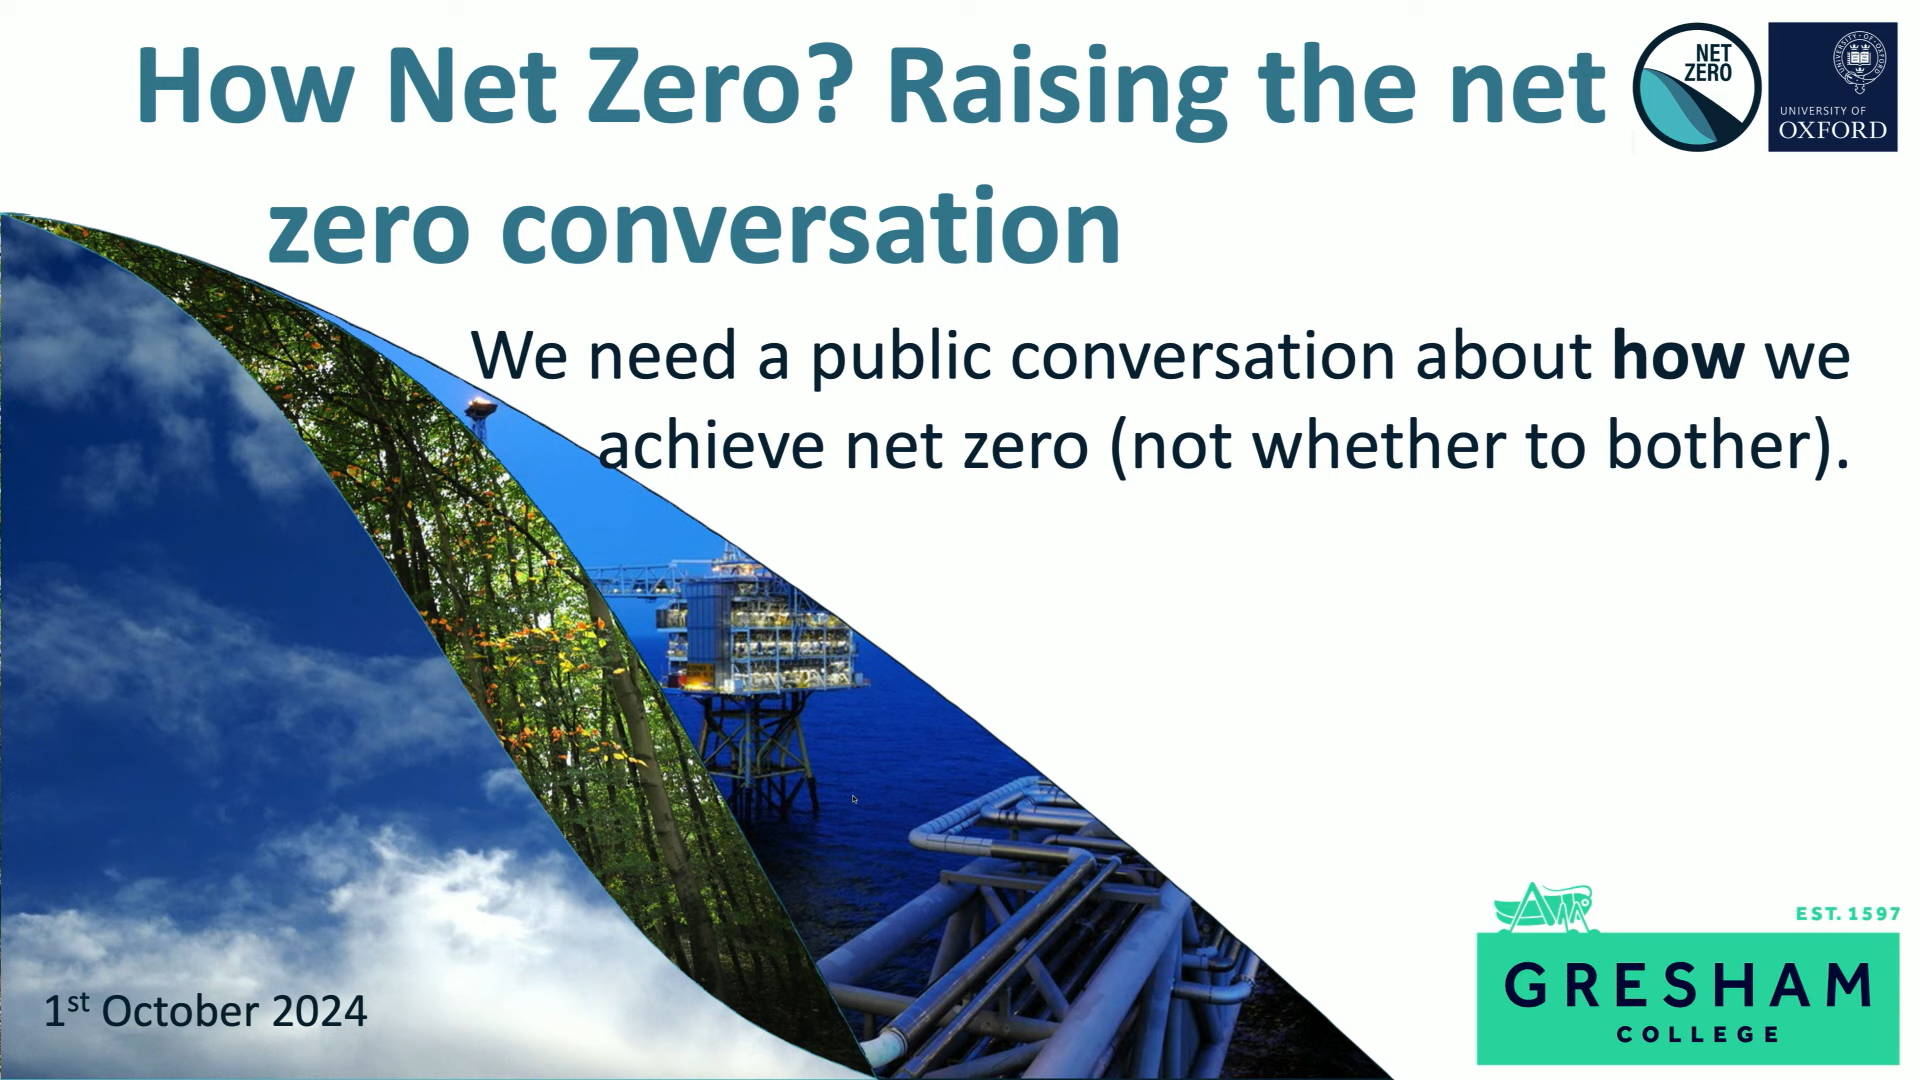 How Net Zero? Raising the net
zero conversation
NET
ZERO
UNIVERSITY OF
OXFORD
We need a public conversation about how we
achieve net zero (not whether to bother).
1st October 2024
EST. 1597
GRESHAM
COLLEGE